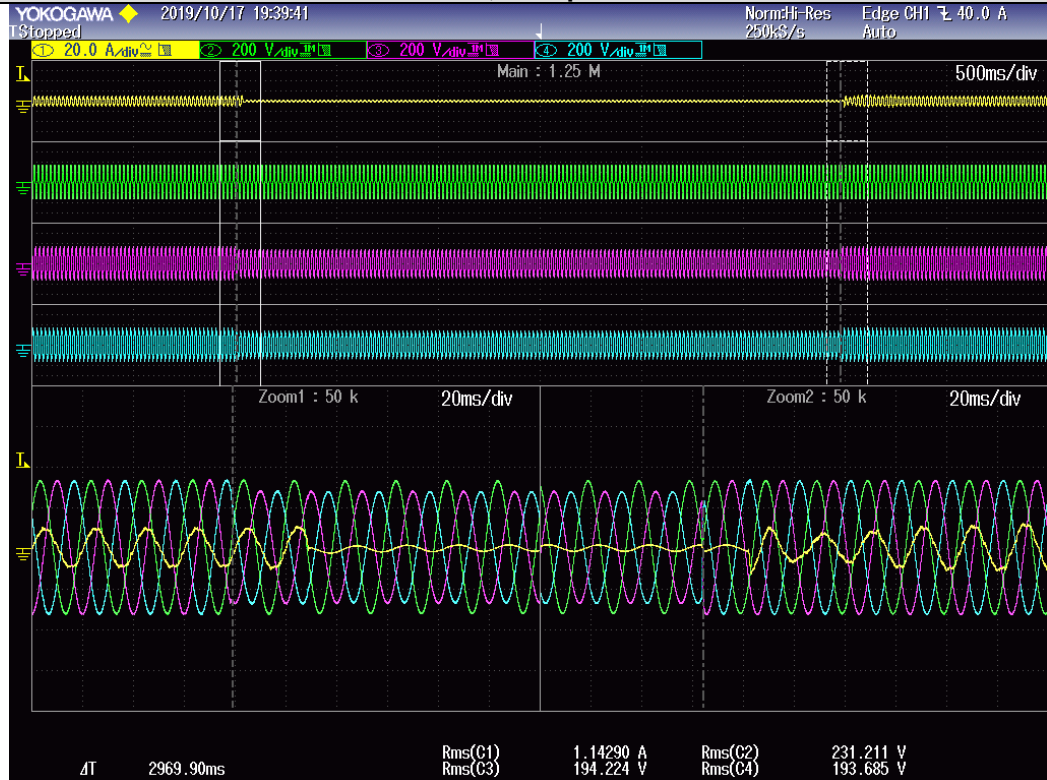 YOKOGAWA 2019/10/17 19:39:41 Norm:Hi-Res Edge CH1 40.0 A
Stopped 250kS/s Auto
1 20.0 A/div 2 200 V/div 1M 3 200 V/div 1M 4 200 V/div 1M
Main : 1.25 M 500ms/div
Zoom1 : 50 k 20ms/div Zoom2 : 50 k 20ms/div
Rms(C1) 1.14290 A Rms(C2) 231.211 V
ΔT 2969.90ms Rms(C3) 194.224 V Rms(C4) 193.685 V